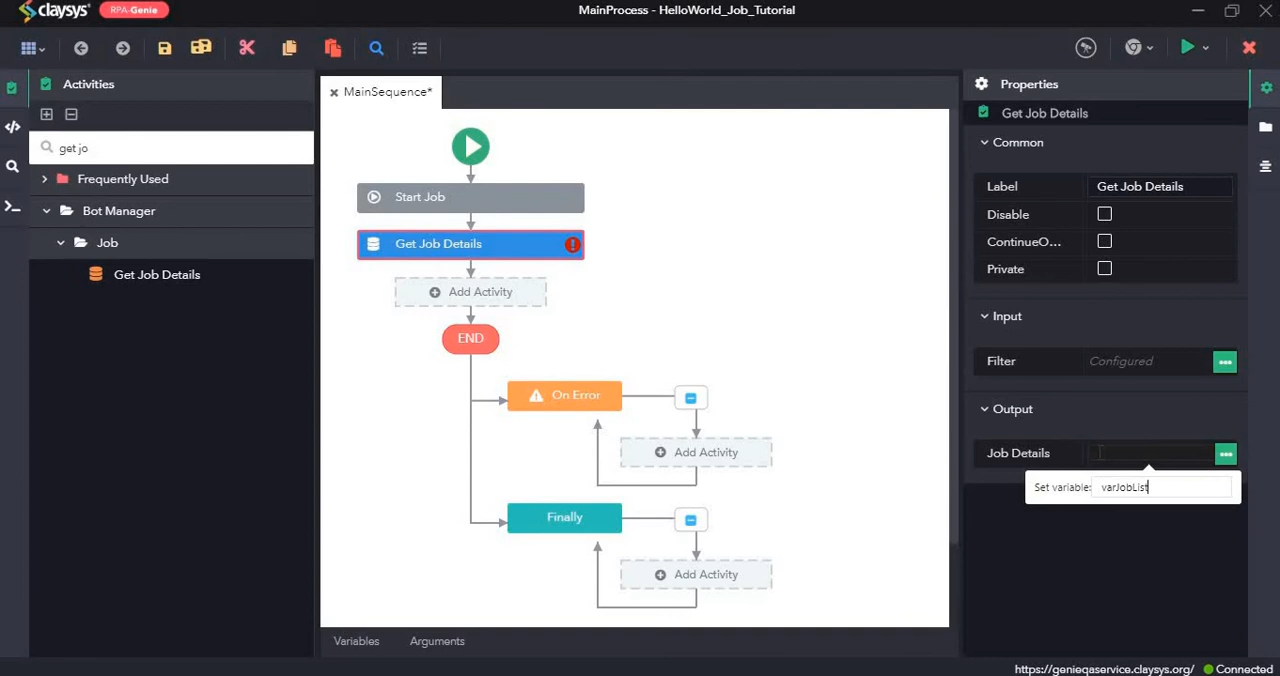 claysys RPA-Genie
MainProcess - HelloWorld_Job_Tutorial
Activities
get jo
Frequently Used
Bot Manager
Job
Get Job Details
MainSequence*
Start Job
Get Job Details
Add Activity
END
On Error
Add Activity
Finally
Add Activity
Variables Arguments
Properties
Get Job Details
Common
Label Get Job Details
Disable
ContinueO...
Private
Input
Filter Configured
Output
Job Details
Set variable: varJobList
https://genieqaservice.claysys.org/ Connected